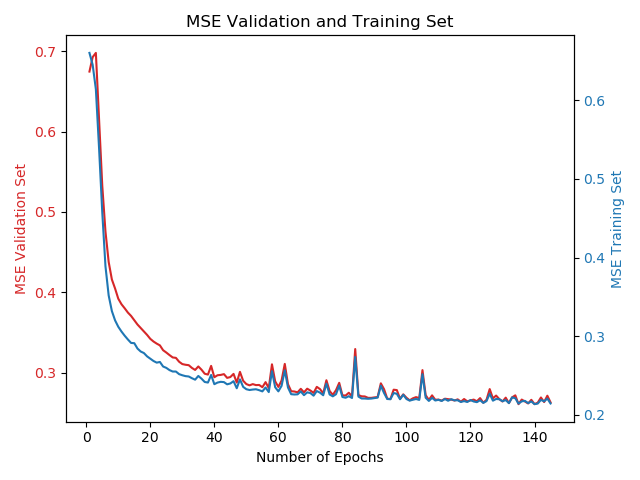 MSE Validation and Training Set
0.7
0.6
0.5
0.4
0.3
MSE Validation Set
0.6
0.5
0.4
0.3
0.2
MSE Training Set
0 20 40 60 80 100 120 140
Number of Epochs